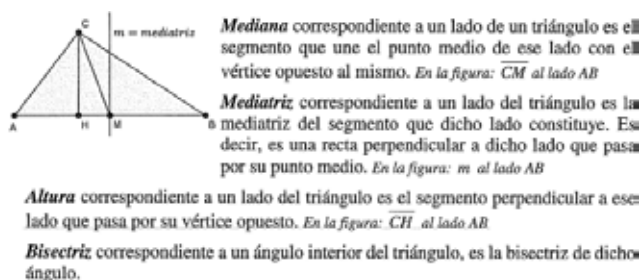 C
m = mediatriz
A
H
M
B
Mediana correspondiente a un lado de un triángulo es el
segmento que une el punto medio de ese lado con el
vértice opuesto al mismo. En la figura: CM al lado AB
Mediatriz correspondiente a un lado del triángulo es la
mediatriz del segmento que dicho lado constituye. Es
decir, es una recta perpendicular a dicho lado que pasa
por su punto medio. En la figura: m al lado AB
Altura correspondiente a un lado del triángulo es el segmento perpendicular a ese
lado que pasa por su vértice opuesto. En la figura: CH al lado AB
Bisectriz correspondiente a un ángulo interior del triángulo, es la bisectriz de dicho
ángulo.